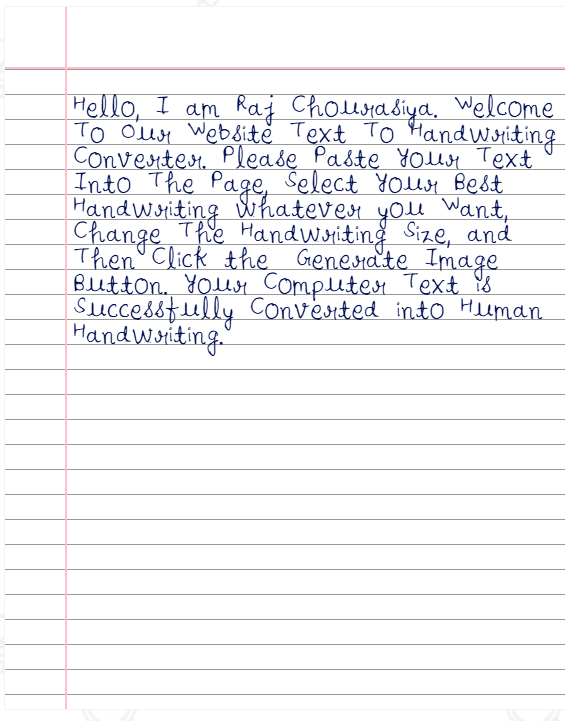 Hello, I am Raj Chourasiya. Welcome
To Our Website Text To Handwriting
Converter. Please Paste Your Text
Into The Page, Select Your Best
Handwriting Whatever you Want,
Change The Handwriting Size, and
Then Click the Generate Image
Button. Your Computer Text is
Successfully Converted into Human
Handwriting.